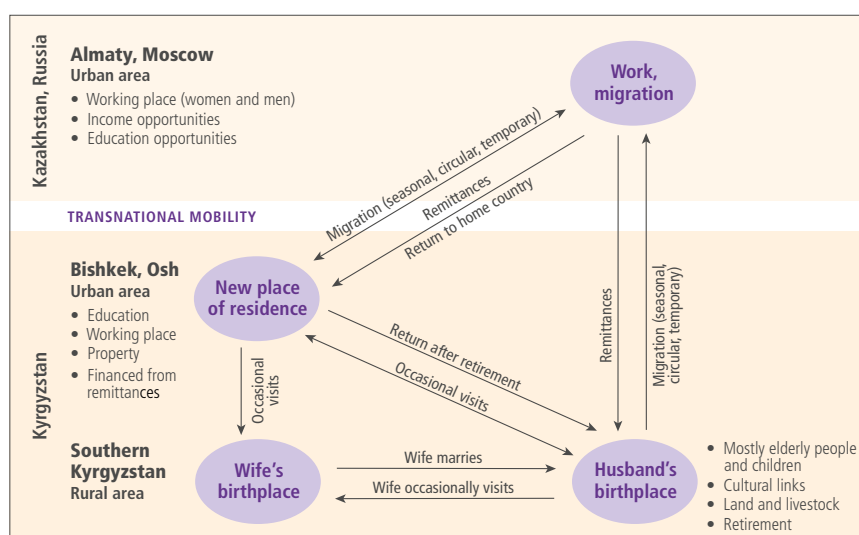 Kazakhstan, Russia
Almaty, Moscow
Urban area
• Working place (women and men)
• Income opportunities
• Education opportunities
Work,
migration
Migration (seasonal, circular, temporary)
Remittances
Return to home country
TRANSNATIONAL MOBILITY
Kyrgyzstan
Bishkek, Osh
Urban area
• Education
• Working place
• Property
• Financed from
remittances
New place
of residence
Remittances
Migration (seasonal,
circular, temporary)
Return after retirement
Occasional visits
Occasional
visits
Southern
Kyrgyzstan
Rural area
Wife's
birthplace
Wife marries
Wife occasionally visits
Husband's
birthplace
• Mostly elderly people
and children
• Cultural links
• Land and livestock
• Retirement